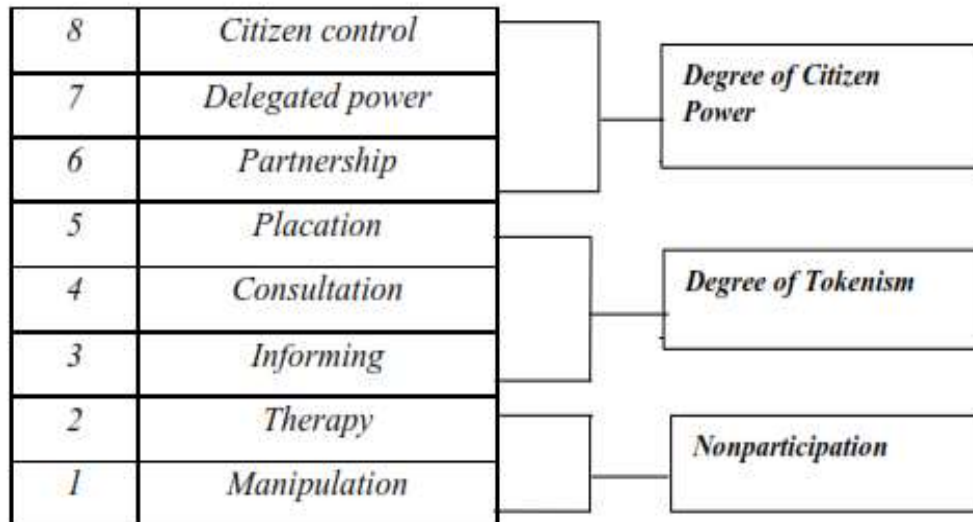 8 Citizen control
7 Delegated power
6 Partnership
5 Placation
4 Consultation
3 Informing
2 Therapy
1 Manipulation
Degree of Citizen
Power
Degree of Tokenism
Nonparticipation